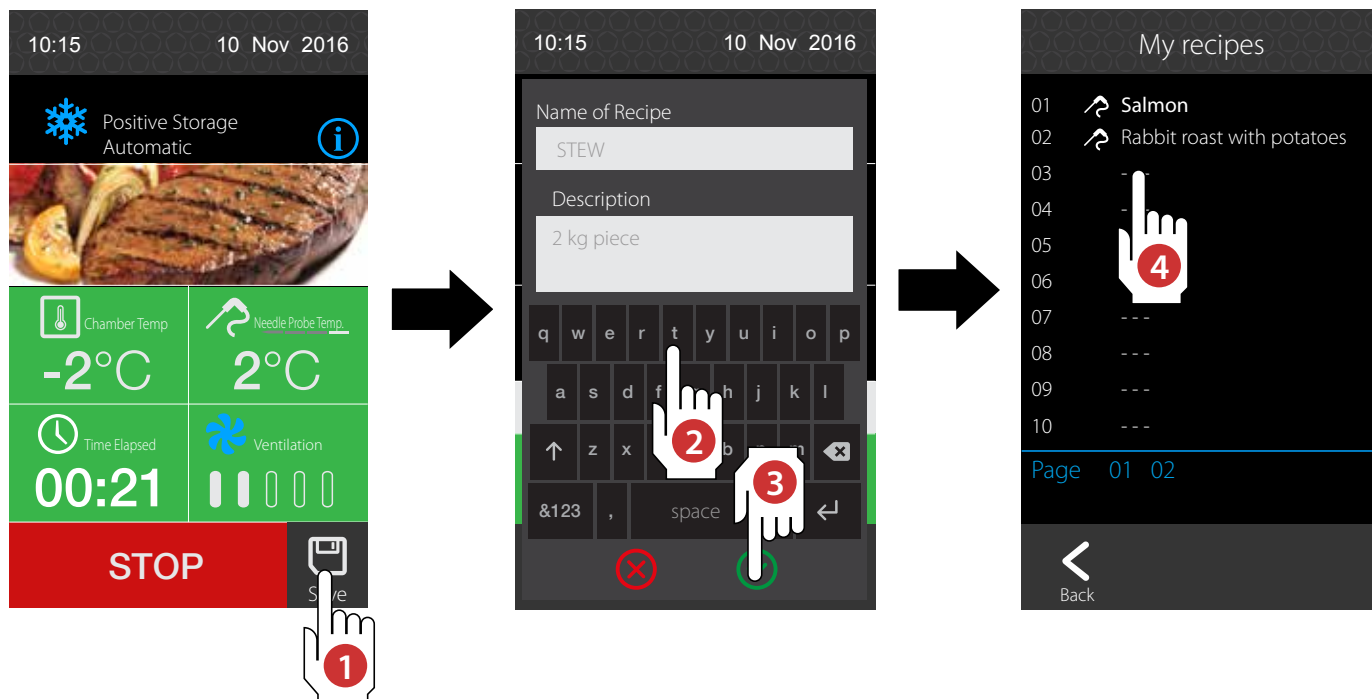 10:15 10 Nov 2016
Positive Storage
Automatic
i
Chamber Temp
-2°C
Needle Probe Temp.
2°C
Time Elapsed
00:21
Ventilation
STOP
1
10:15 10 Nov 2016
Name of Recipe
STEW
Description
2 kg piece
q w e r t y u i o p
a s d f h j k l
z x b m
&123 , space
2
3
My recipes
01 Salmon
02 Rabbit roast with potatoes
03 - -
04 -
05
06
07 - - -
08 - - -
09 - - -
10 - - -
4
Page 01 02
Back